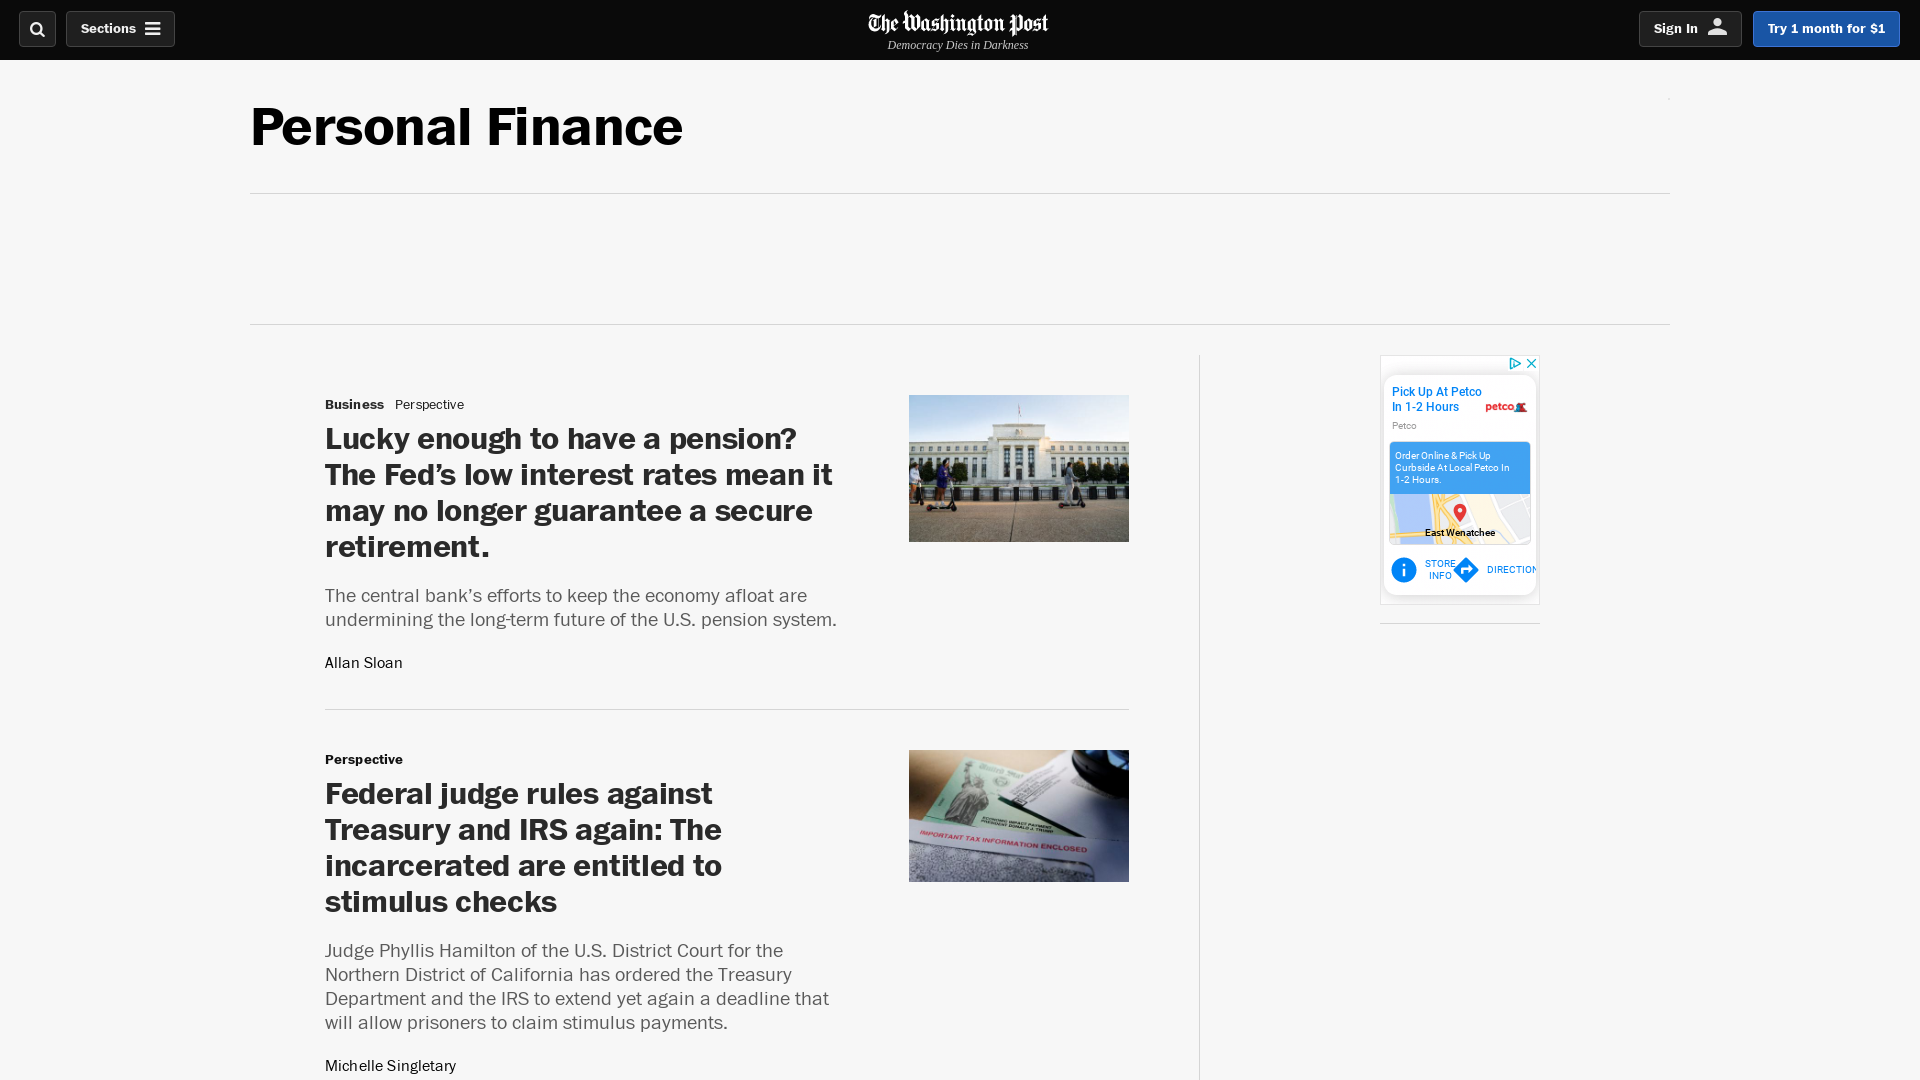 Sections
The Washington Post
Democracy Dies in Darkness
Sign In
Try 1 month for $1
Personal Finance
Business Perspective
Lucky enough to have a pension?
The Fed’s low interest rates mean it
may no longer guarantee a secure
retirement.
The central bank’s efforts to keep the economy afloat are
undermining the long-term future of the U.S. pension system.
Allan Sloan
Pick Up At Petco
In 1-2 Hours
petco
Petco
Order Online & Pick Up
Curbside At Local Petco In
1-2 Hours.
East Wenatchee
STORE
INFO
DIRECTION
Perspective
Federal judge rules against
Treasury and IRS again: The
incarcerated are entitled to
stimulus checks
ECONOMIC IMPACT PAYMENT
PRESIDENT DONALD J. TRUMP
IMPORTANT TAX INFORMATION ENCLOSED
Judge Phyllis Hamilton of the U.S. District Court for the
Northern District of California has ordered the Treasury
Department and the IRS to extend yet again a deadline that
will allow prisoners to claim stimulus payments.
Michelle Singletary